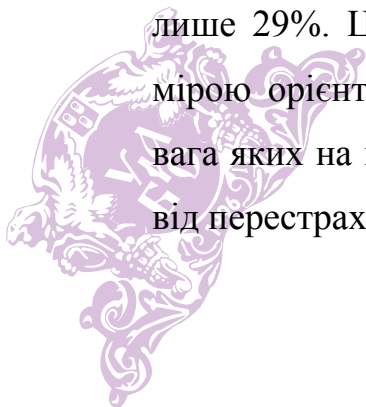 лише 29%. Ц
мірою орієнт
вага яких на
від перестрах